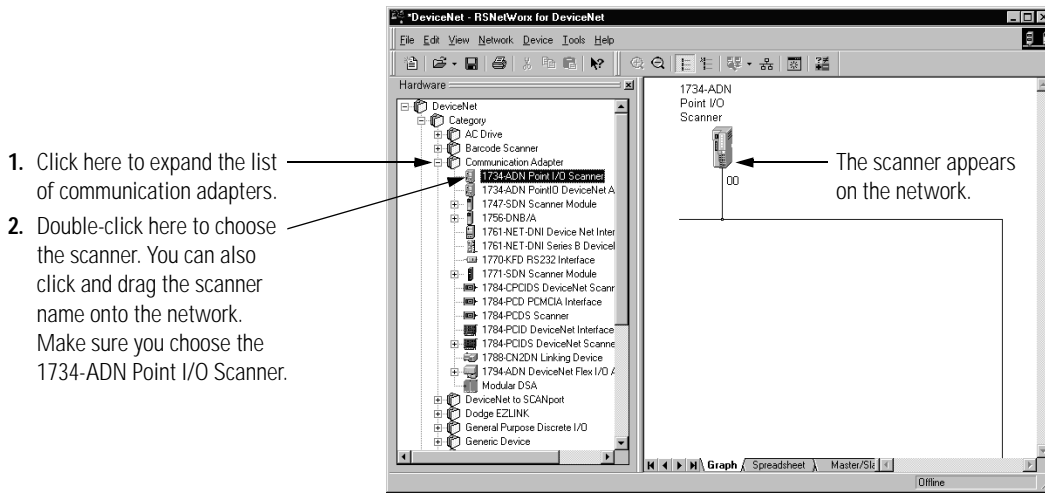 *DeviceNet - RSNetWorx for DeviceNet
File Edit View Network Device Tools Help
Hardware
DeviceNet
Category
AC Drive
Barcode Scanner
Communication Adapter
1734-ADN Point I/O Scanner
1734-ADN PointIO DeviceNet A
1747-SDN Scanner Module
1756-DNB/A
1761-NET-DNI Device Net Inter
1761-NET-DNI Series B Device
1770-KFD RS232 Interface
1771-SDN Scanner Module
1784-CPCIDS DeviceNet Scanr
1784-PCD PCMCIA Interface
1784-PCDS Scanner
1784-PCID DeviceNet Interface
1784-PCIDS DeviceNet Scanne
1788-CN2DN Linking Device
1794-ADN DeviceNet Flex I/O A
Modular DSA
DeviceNet to SCANport
Dodge EZLINK
General Purpose Discrete I/O
Generic Device
1734-ADN
Point I/O
Scanner
00
Graph Spreadsheet Master/Sla
Offline
1. Click here to expand the list
of communication adapters.
2. Double-click here to choose
the scanner. You can also
click and drag the scanner
name onto the network.
Make sure you choose the
1734-ADN Point I/O Scanner.
The scanner appears
on the network.